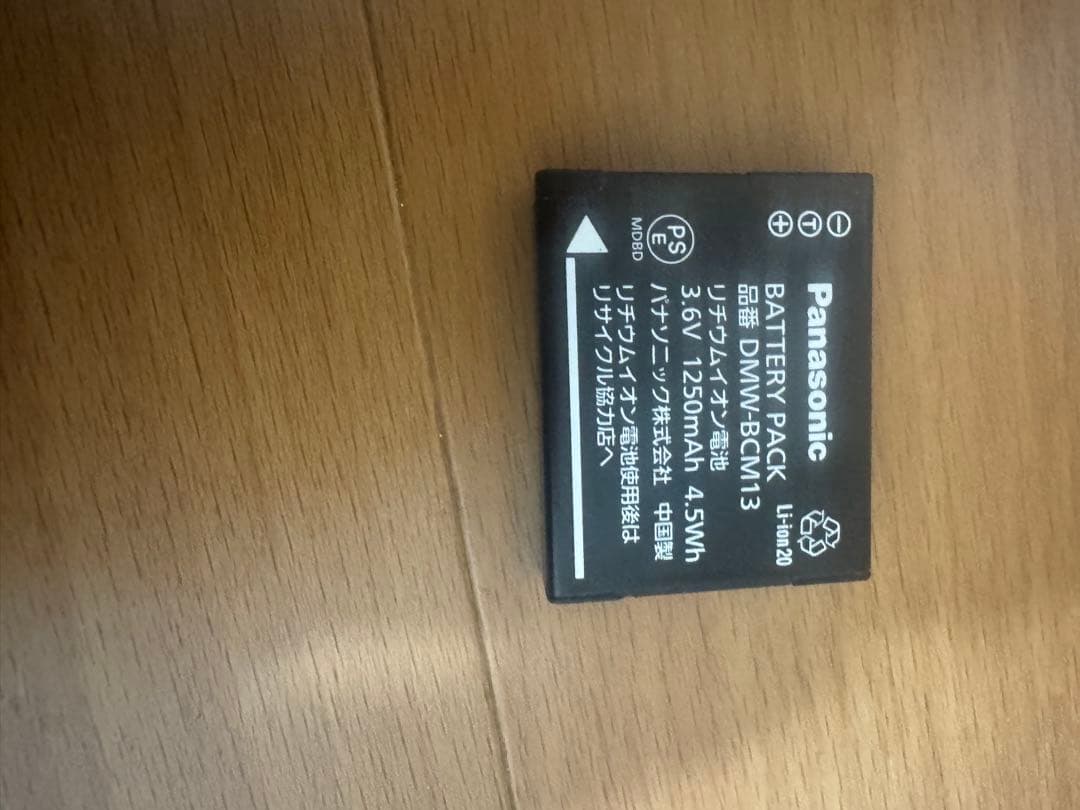 ⊖
Ⓣ
⊕
Panasonic
BATTERY PACK
Li-ion20
品番 DMW-BCM13
リチウムイオン電池
3.6V 1250mAh 4.5Wh
PSE
MDBD
パナソニック株式会社 中国製
リチウムイオン電池使用後は
リサイクル協力店へ